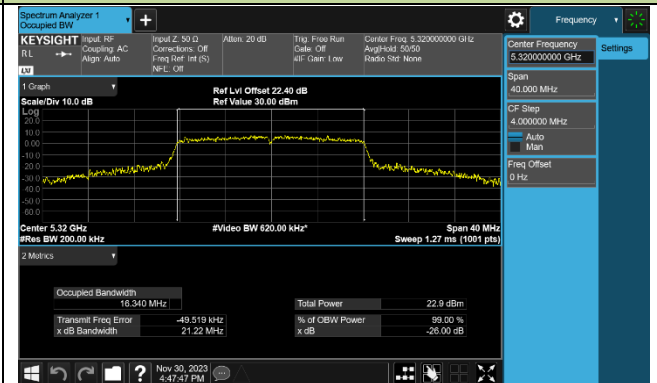 Spectrum Analyzer 1
Occupied BW
Frequency
KEYSIGHT
Input: RF
Coupling: AC
Align: Auto
Input Z: 50 Ω
Corrections: Off
Freq Ref: Int (S)
NFE: Off
Atten: 20 dB
Trig: Free Run
Gate: Off
#IF Gain: Low
Center Freq: 5.320000000 GHz
Avg|Hold: 50/50
Radio Std: None
RL
LXI
Center Frequency
5.320000000 GHz
Settings
Span
40.000 MHz
CF Step
4.000000 MHz
Auto
Man
Freq Offset
0 Hz
1 Graph
Scale/Div 10.0 dB
Ref Lvl Offset 22.40 dB
Ref Value 30.00 dBm
Log
20.0
10.0
0.00
-10.0
-20.0
-30.0
-40.0
-50.0
-60.0
Center 5.32 GHz
#Res BW 200.00 kHz
#Video BW 620.00 kHz*
Span 40 MHz
Sweep 1.27 ms (1001 pts)
2 Metrics
Occupied Bandwidth
16.340 MHz
Total Power 22.9 dBm
Transmit Freq Error -49.519 kHz
% of OBW Power 99.00 %
x dB Bandwidth 21.22 MHz
x dB -26.00 dB
Nov 30, 2023
4:47:47 PM